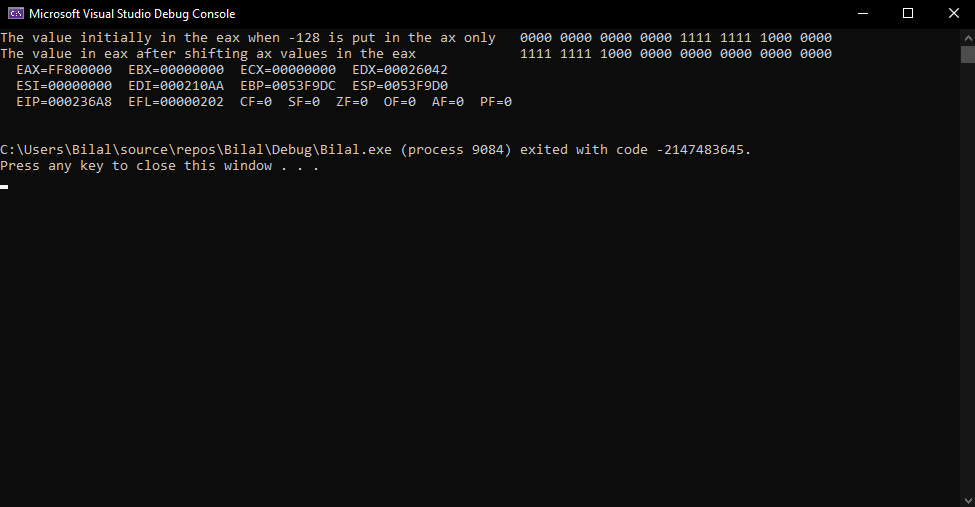 Microsoft Visual Studio Debug Console
The value initially in the eax when -128 is put in the ax only   0000 0000 0000 0000 1111 1111 1000 0000
The value in eax after shifting ax values in the eax             1111 1111 1000 0000 0000 0000 0000 0000
  EAX=FF800000  EBX=00000000  ECX=00000000  EDX=00026042
  ESI=00000000  EDI=000210AA  EBP=0053F9DC  ESP=0053F9D0
  EIP=000236A8  EFL=00000202  CF=0  SF=0  ZF=0  OF=0  AF=0  PF=0
C:\Users\Bilal\source\repos\Bilal\Debug\Bilal.exe (process 9084) exited with code -2147483645.
Press any key to close this window . . .